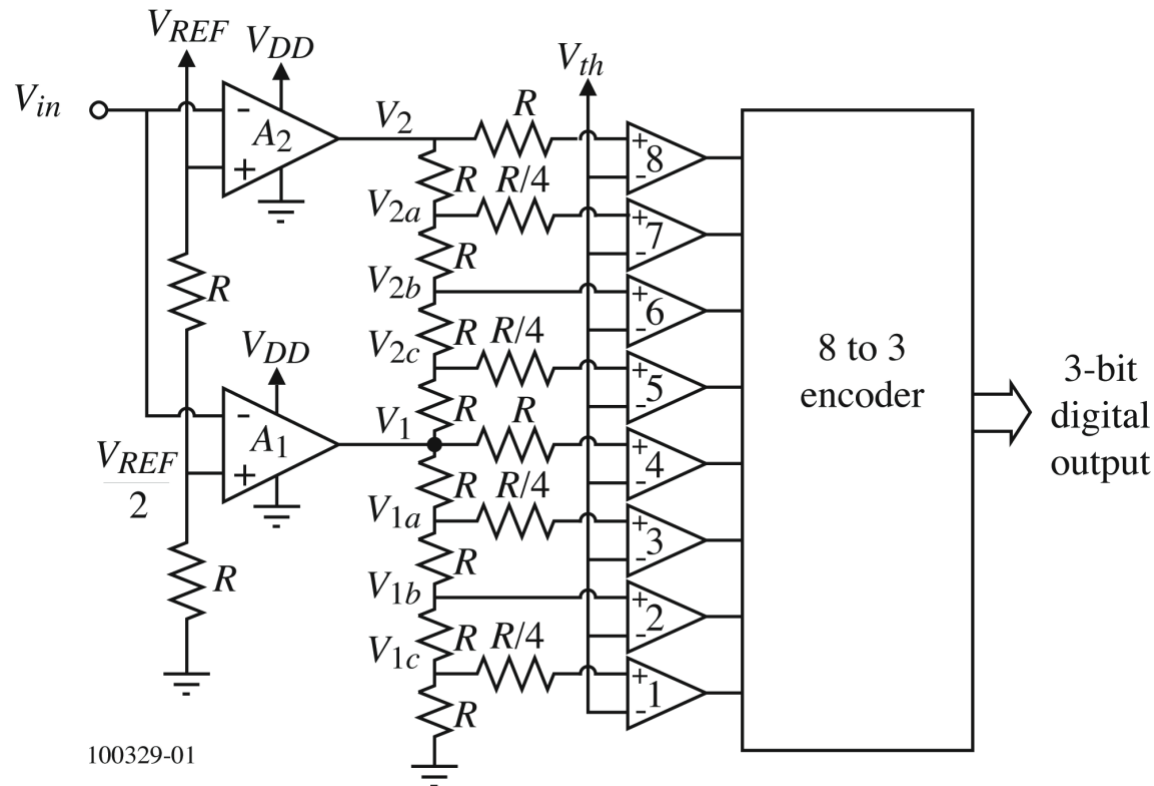 V_REF
V_DD
V_th
V_in
-
A_2
+
V_2
R
+
8
-
R
R/4
V_2a
+
7
-
R
R
V_2b
+
6
-
V_DD
R
R/4
V_2c
+
5
-
8 to 3
encoder
3-bit
digital
output
R
R
V_1
-
A_1
+
+
4
-
V_REF
2
R
R/4
V_1a
+
3
-
R
R
V_1b
+
2
-
R
R/4
V_1c
+
1
-
R
100329-01